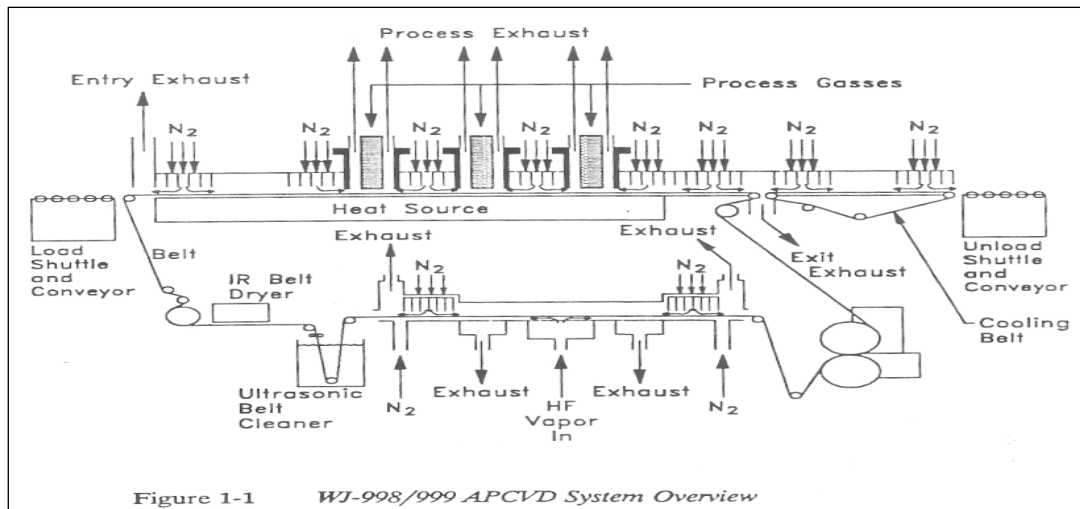 Process Exhaust
Entry Exhaust
Process Gasses
N2 N2 N2 N2 N2 N2 N2 N2
Heat Source
Load
Shuttle
and
Conveyor
Belt
IR Belt
Dryer
Exhaust
N2
Exhaust
N2
Exit
Exhaust
Unload
Shuttle
and
Conveyor
Cooling
Belt
Ultrasonic
Belt
Cleaner
N2
Exhaust
HF
Vapor
In
Exhaust
N2
Figure 1-1 WJ-998/999 APCVD System Overview